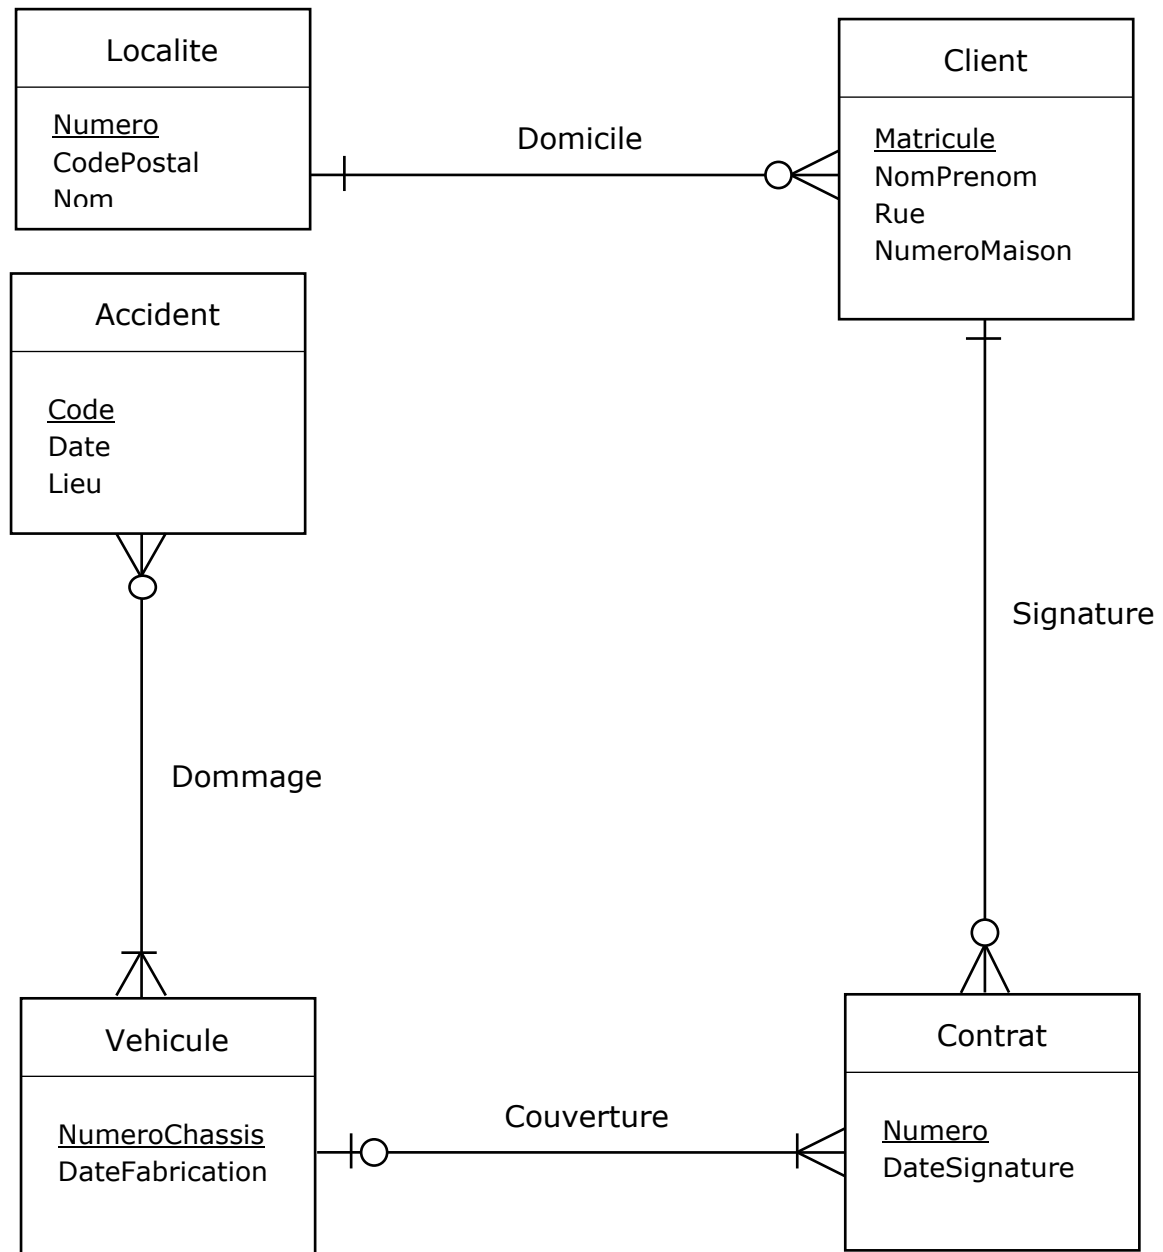 Localite
Numero
CodePostal
Nom
Domicile
Client
Matricule
NomPrenom
Rue
NumeroMaison
Accident
Code
Date
Lieu
Signature
Dommage
Vehicule
NumeroChassis
DateFabrication
Couverture
Contrat
Numero
DateSignature